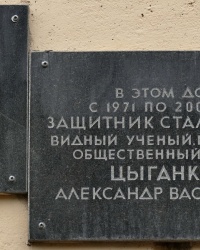 В ЭТОМ ДО
С 1971 ПО 200
ЗАЩИТНИК СТАЛ
ВИДНЫЙ УЧЕНЫЙ,
ОБЩЕСТВЕННЫЙ
ЦЫГАНК
АЛЕКСАНДР ВАС